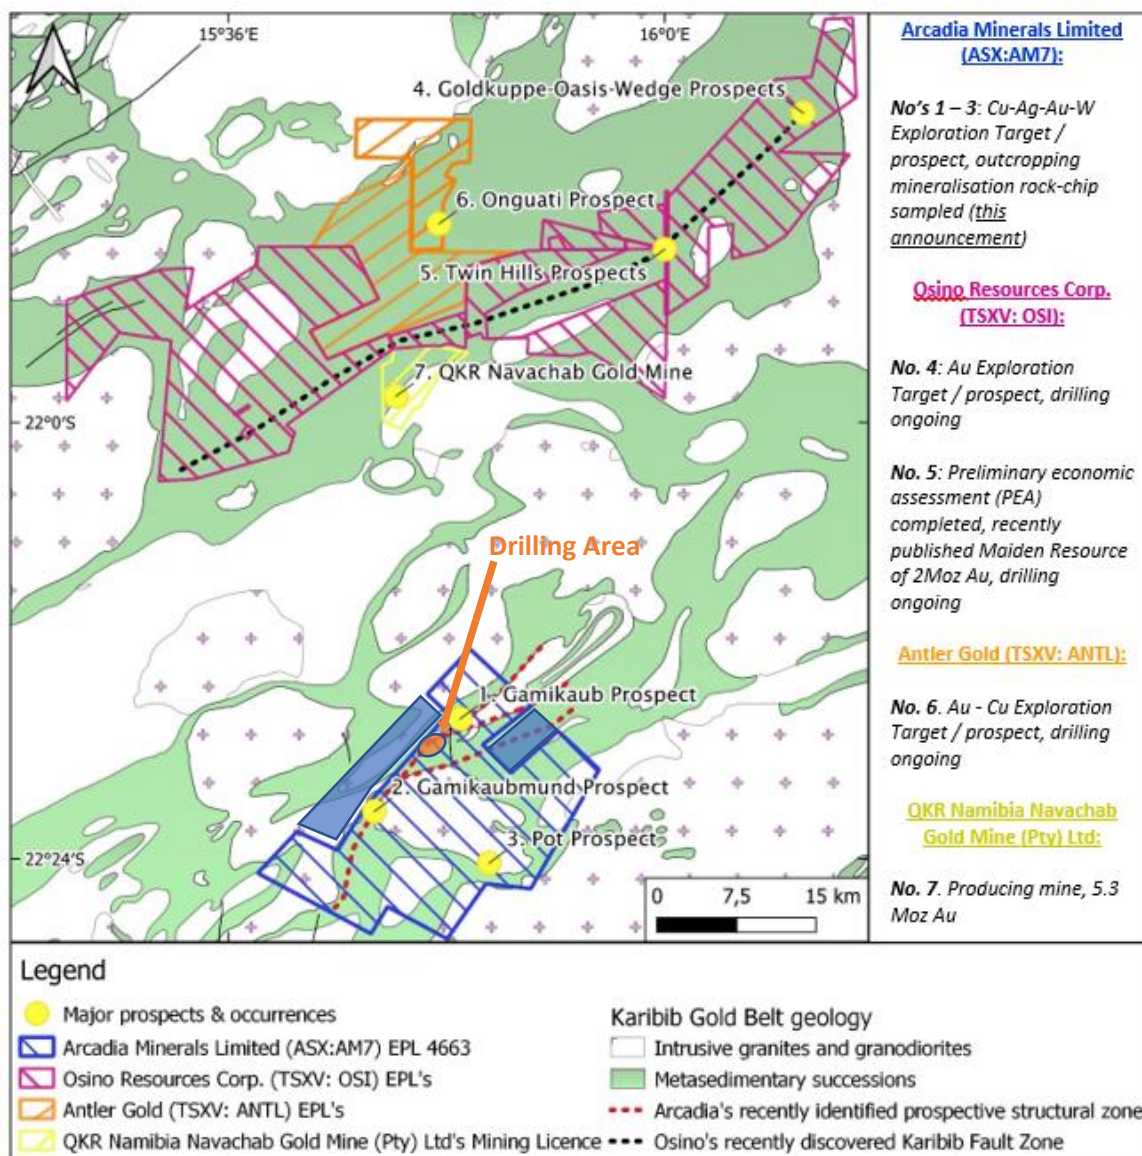 15°36'E
16°0'E
4. Goldkuppe-Oasis-Wedge Prospects
6. Onguati Prospect
5. Twin Hills Prospects
7. QKR Navachab Gold Mine
22°0'S
Drilling Area
1. Gamikaub Prospect
2. Gamikaubmund Prospect
3. Pot Prospect
22°24'S
0 7,5 15 km
Arcadia Minerals Limited
(ASX:AM7):
No's 1 – 3: Cu-Ag-Au-W
Exploration Target /
prospect, outcropping
mineralisation rock-chip
sampled (this
announcement)
Osino Resources Corp.
(TSXV: OSI):
No. 4: Au Exploration
Target / prospect, drilling
ongoing
No. 5: Preliminary economic
assessment (PEA)
completed, recently
published Maiden Resource
of 2Moz Au, drilling
ongoing
Antler Gold (TSXV: ANTL):
No. 6. Au - Cu Exploration
Target / prospect, drilling
ongoing
QKR Namibia Navachab
Gold Mine (Pty) Ltd:
No. 7. Producing mine, 5.3
Moz Au
Legend
Major prospects & occurrences
Arcadia Minerals Limited (ASX:AM7) EPL 4663
Osino Resources Corp. (TSXV: OSI) EPL's
Antler Gold (TSXV: ANTL) EPL's
QKR Namibia Navachab Gold Mine (Pty) Ltd's Mining Licence
Karibib Gold Belt geology
Intrusive granites and granodiorites
Metasedimentary successions
Arcadia's recently identified prospective structural zone
Osino's recently discovered Karibib Fault Zone